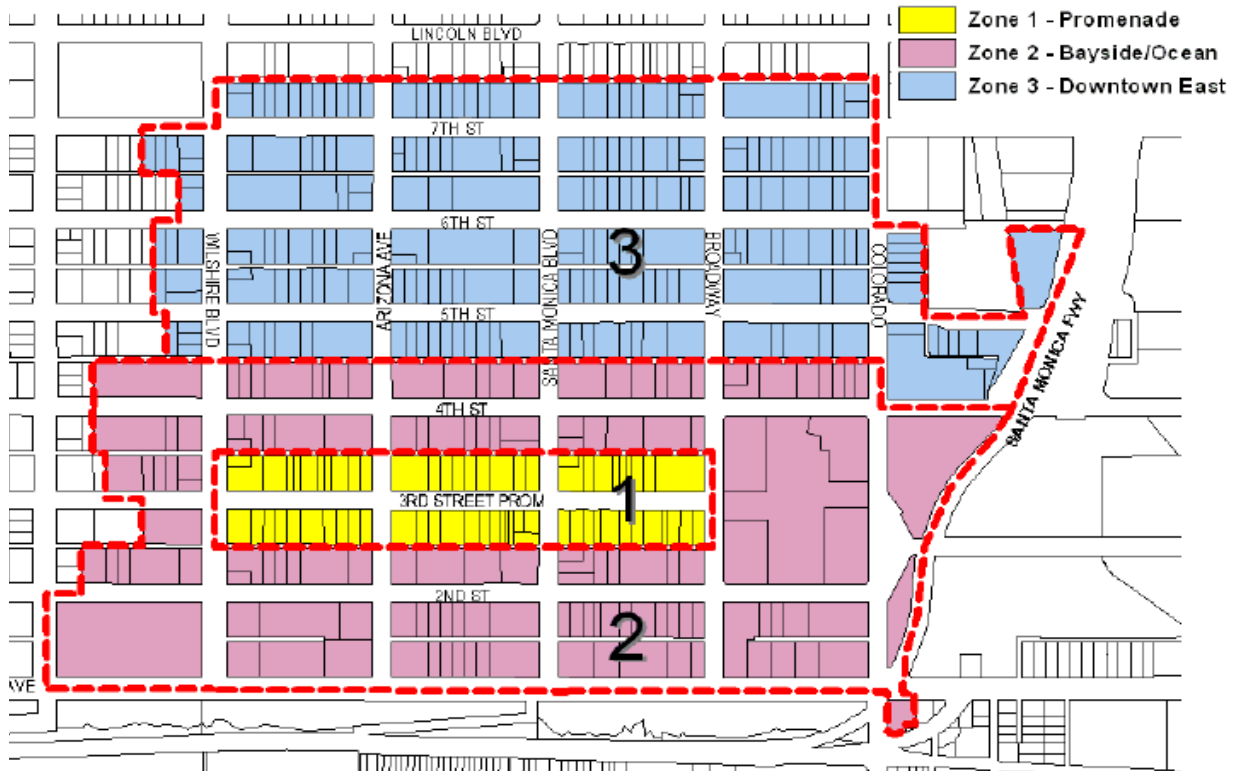 LINCOLN BLVD
Zone 1 - Promenade
Zone 2 - Bayside/Ocean
Zone 3 - Downtown East
7TH ST
6TH ST
WILSHIRE BLVD
ARIZONA AVE
SANTA MONICA BLVD
3
BROADWAY
COLORADO
5TH ST
SANTA MONICA FWY
4TH ST
3RD STREET PROM
1
2ND ST
2
AVE